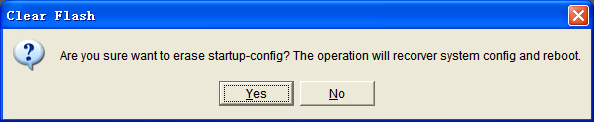 Clear Flash
Are you sure want to erase startup-config? The operation will recorver system config and reboot.
Yes
No